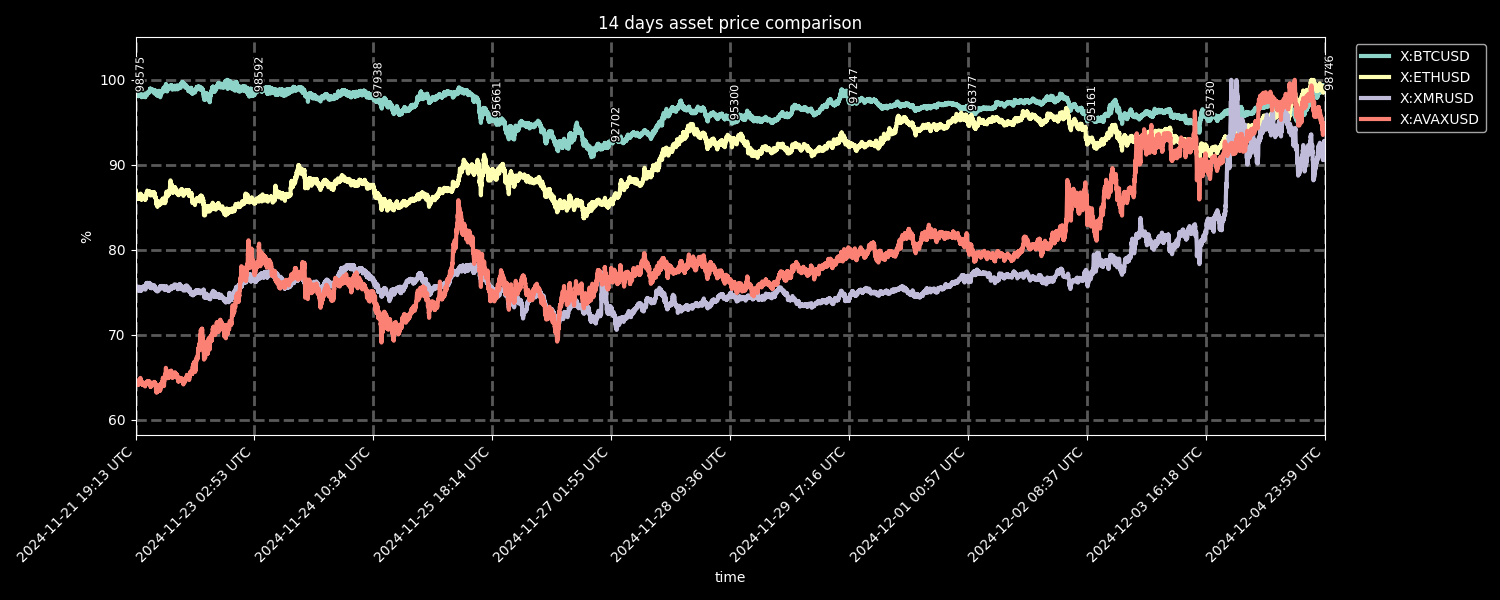 14 days asset price comparison
X:BTCUSD
X:ETHUSD
X:XMRUSD
X:AVAXUSD
98575
98592
97938
95661
92702
95300
97247
96377
95161
95730
98746
100
90
80
70
60
%
2024-11-21 19:13 UTC
2024-11-23 02:53 UTC
2024-11-24 10:34 UTC
2024-11-25 18:14 UTC
2024-11-27 01:55 UTC
2024-11-28 09:36 UTC
2024-11-29 17:16 UTC
2024-12-01 00:57 UTC
2024-12-02 08:37 UTC
2024-12-03 16:18 UTC
2024-12-04 23:59 UTC
time